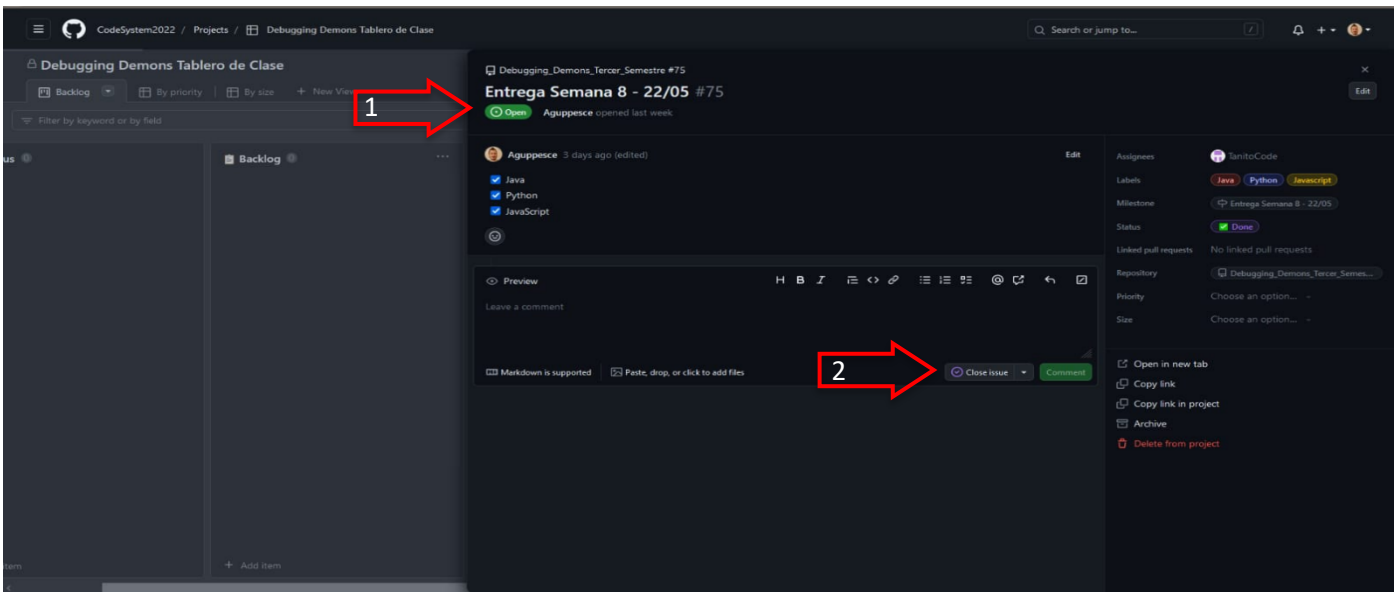 CodeSystem2022 / Projects / Debugging Demons Tablero de Clase
Search or jump to...
/
Debugging Demons Tablero de Clase
Backlog
By priority
By size
+ New View
Filter by keyword or by field
us
Backlog
Add item
1
Debugging_Demons_Tercer_Semestre #75
Entrega Semana 8 - 22/05 #75
Edit
Open
Aguppesce opened last week
Aguppesce 3 days ago (edited)
Edit
Java
Python
JavaScript
Preview
H B I
Leave a comment
Markdown is supported
Paste, drop, or click to add files
2
Close issue
Comment
Assignees
TanitoCode
Labels
Java Python Javascript
Milestone
Entrega Semana 8 - 22/05
Status
Done
Linked pull requests
No linked pull requests
Repository
Debugging_Demons_Tercer_Semes...
Priority
Choose an option...
Size
Choose an option...
Open in new tab
Copy link
Copy link in project
Archive
Delete from project